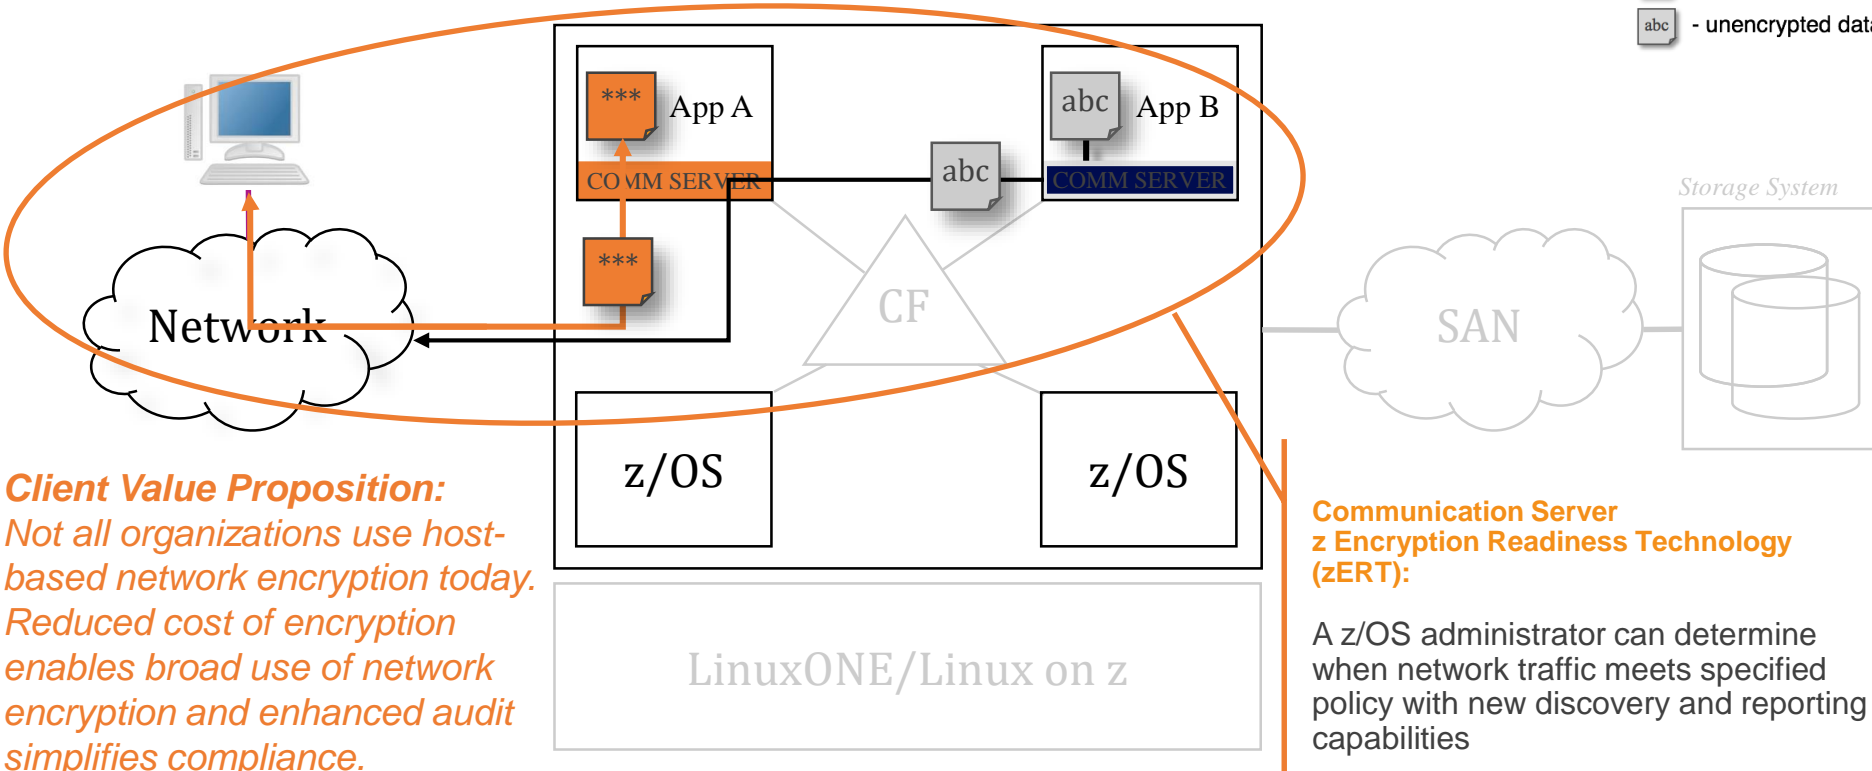 abc - unencrypted data
*** App A
abc App B
COMM SERVER
abc
COMM SERVER
Storage System
***
Network
CF
SAN
z/OS
z/OS
Client Value Proposition:
Not all organizations use host-
based network encryption today.
Reduced cost of encryption
enables broad use of network
encryption and enhanced audit
simplifies compliance.
Communication Server
z Encryption Readiness Technology
(zERT):
A z/OS administrator can determine
when network traffic meets specified
policy with new discovery and reporting
capabilities
LinuxONE/Linux on z